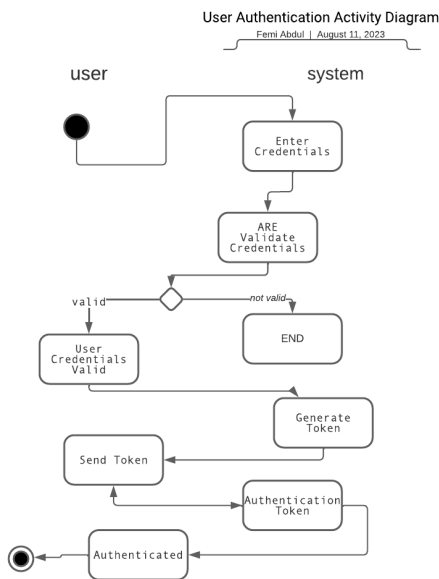 User Authentication Activity Diagram
Femi Abdul | August 11, 2023
user
system
Enter
Credentials
ARE
Validate
Credentials
valid
not valid
User
Credentials
Valid
END
Generate
Token
Send Token
Authentication
Token
Authenticated